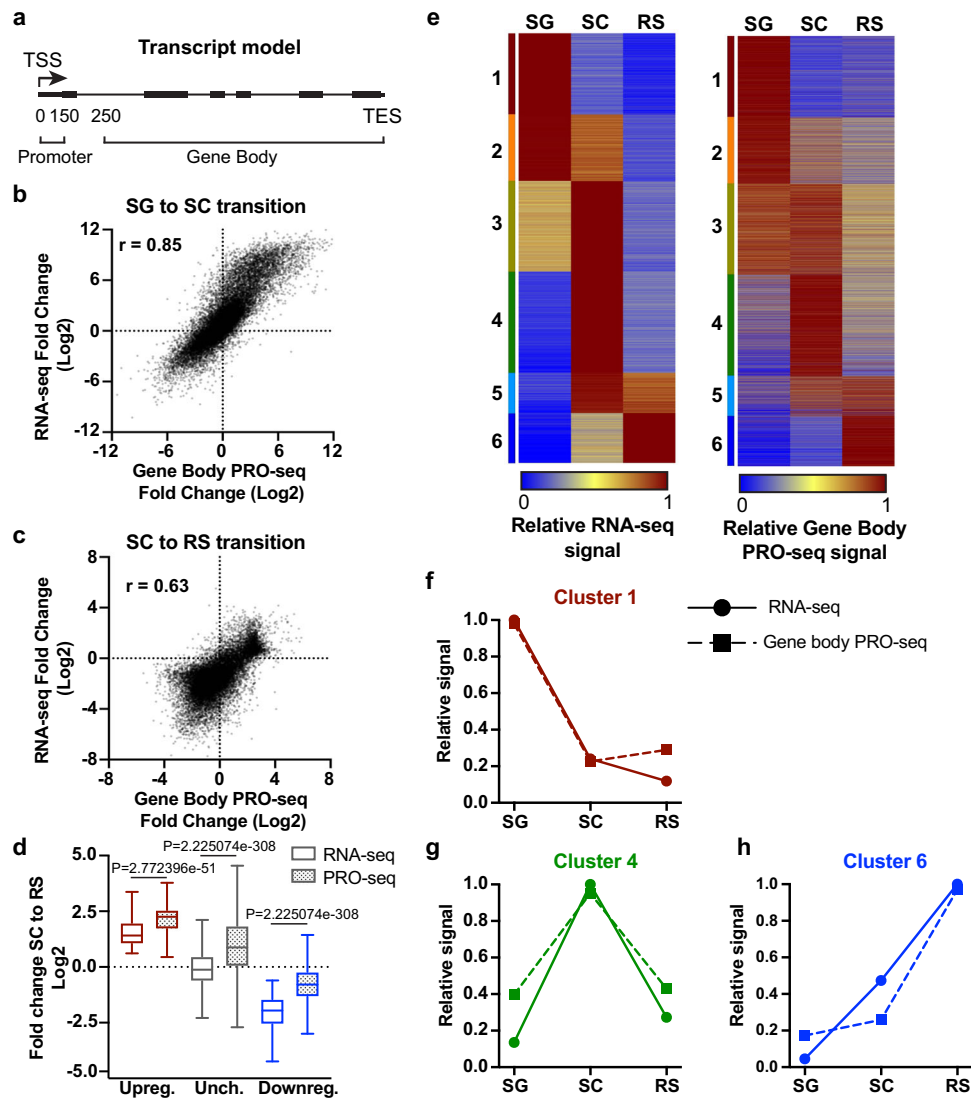 a
Transcript model
TSS
0 150 250 TES
Promoter Gene Body
b
SG to SC transition
r = 0.85
RNA-seq Fold Change
(Log2)
12
6
0
-6
-12
-12 -6 0 6 12
Gene Body PRO-seq
Fold Change (Log2)
c
SC to RS transition
r = 0.63
RNA-seq Fold Change
(Log2)
8
4
0
-4
-8
-8 -4 0 4 8
Gene Body PRO-seq
Fold Change (Log2)
d
Fold change SC to RS
Log2
5.0
2.5
0.0
-2.5
-5.0
P=2.225074e-308
P=2.772396e-51
P=2.225074e-308
RNA-seq
PRO-seq
Upreg. Unch. Downreg.
e
SG SC RS
1
2
3
4
5
6
0 1
Relative RNA-seq
signal
SG SC RS
1
2
3
4
5
6
0 1
Relative Gene Body
PRO-seq signal
f
Cluster 1
RNA-seq
Gene body PRO-seq
Relative signal
1.0
0.8
0.6
0.4
0.2
0.0
SG SC RS
g
Cluster 4
Relative signal
1.0
0.8
0.6
0.4
0.2
0.0
SG SC RS
h
Cluster 6
Relative signal
1.0
0.8
0.6
0.4
0.2
0.0
SG SC RS